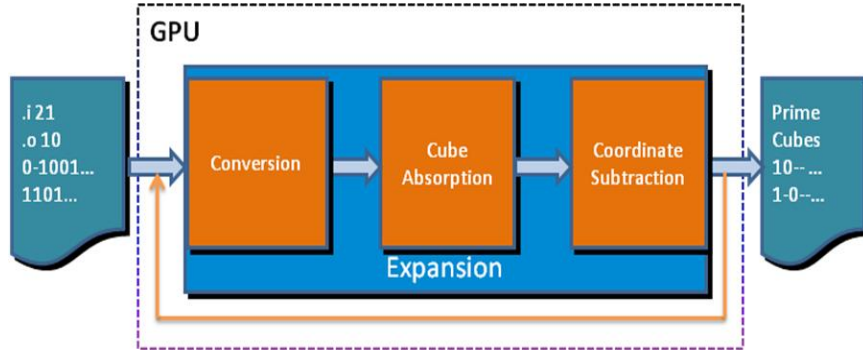 GPU
.i 21
.o 10
0-1001...
1101...
Conversion
Cube
Absorption
Coordinate
Subtraction
Expansion
Prime
Cubes
10-- ...
1-0--...